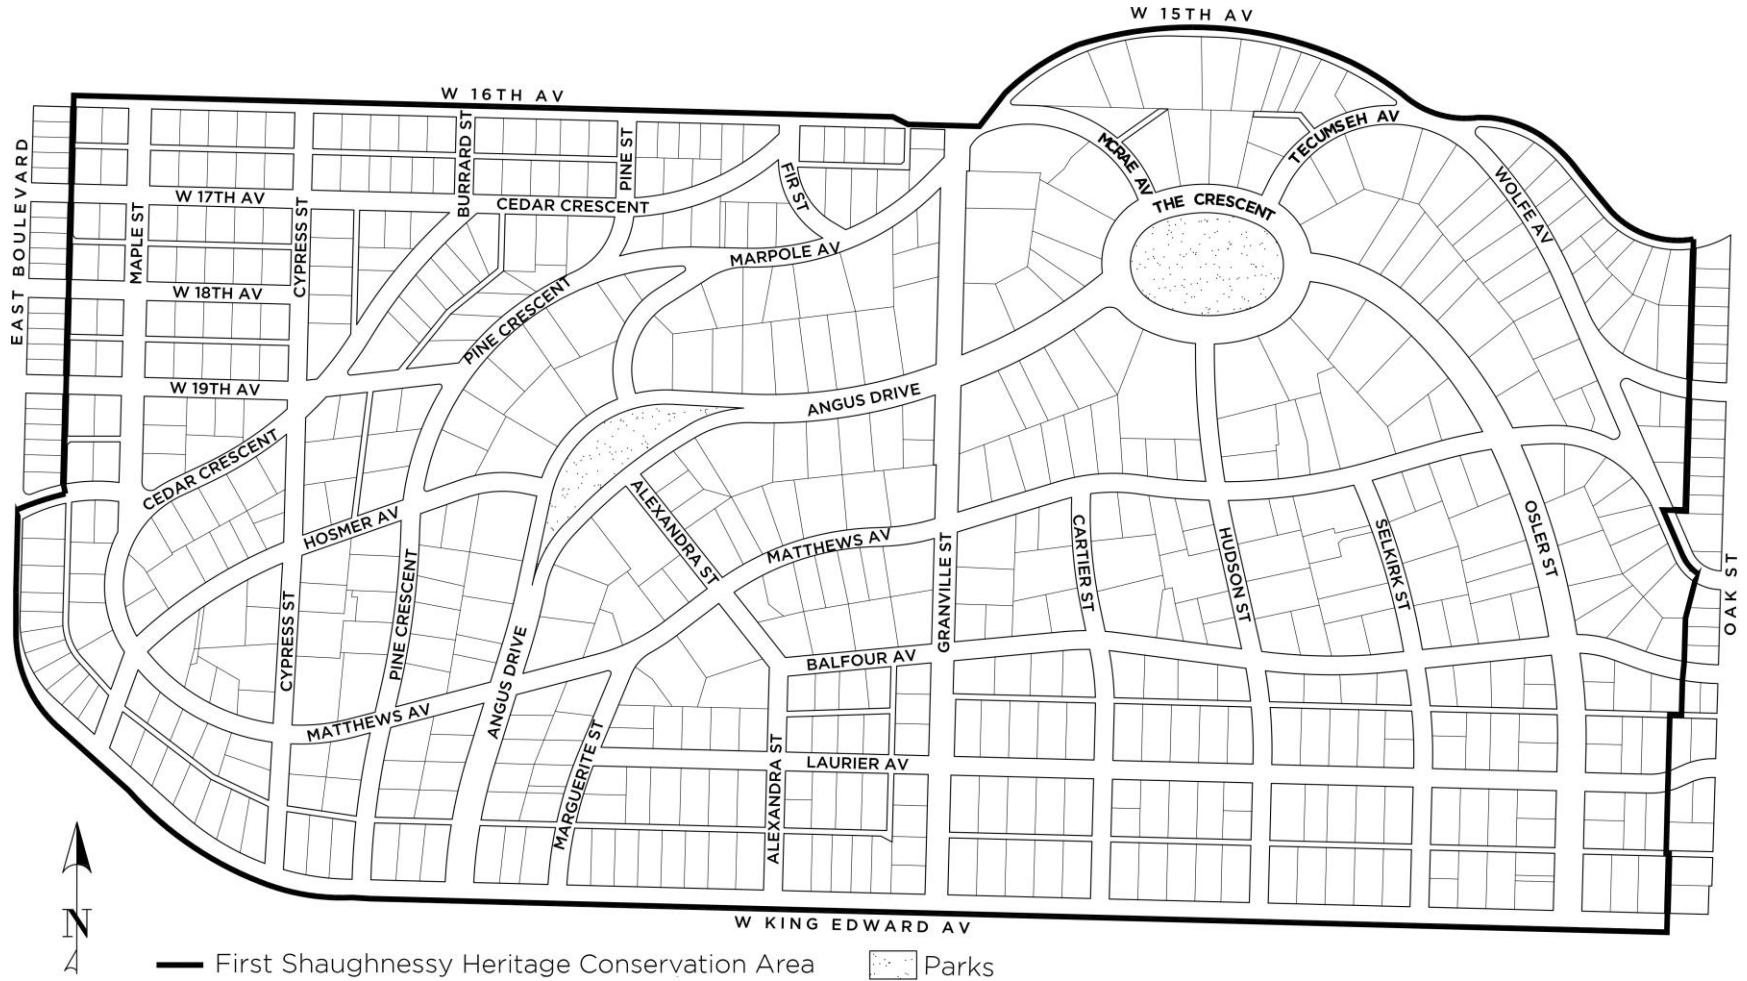 W 15TH AV
W 16TH AV
EAST BOULEVARD
MAPLE ST
W 17TH AV
CYPRESS ST
W 18TH AV
W 19TH AV
BURRARD ST
PINE ST
CEDAR CRESCENT
FIR ST
MARPOLE AV
PINE CRESCENT
MCRAE AV
TECUMSEH AV
THE CRESCENT
WOLFE AV
ANGUS DRIVE
CEDAR CRESCENT
HOSMER AV
ALEXANDRA ST
MATTHEWS AV
GRANVILLE ST
CARTIER ST
HUDSON ST
SELKIRK ST
OSLER ST
OAK ST
CYPRESS ST
PINE CRESCENT
ANGUS DRIVE
BALFOUR AV
MATTHEWS AV
MARGUERITE ST
ALEXANDRA ST
LAURIER AV
W KING EDWARD AV
N
First Shaughnessy Heritage Conservation Area
Parks